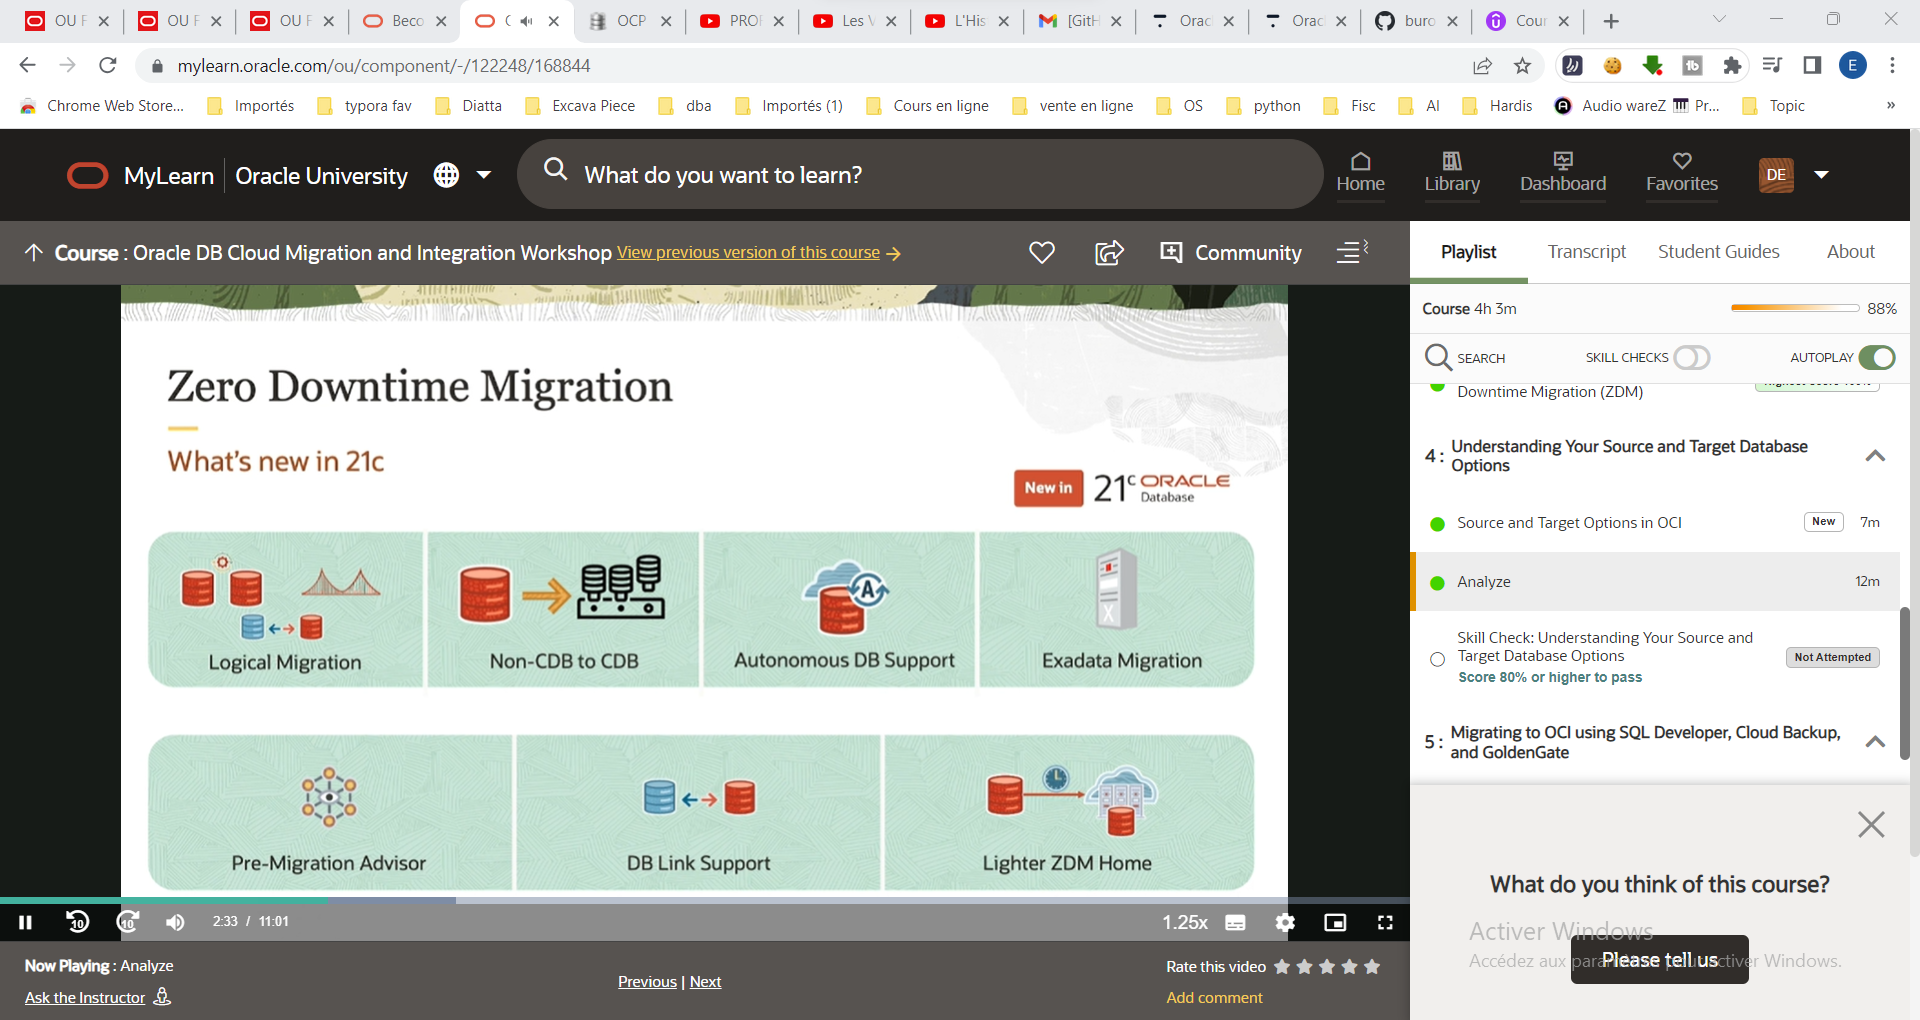 OU F
OU F
OU F
Beco
OCP
PROF
Les V
L'His
[GitH
Orac
Orac
buro
Cour
mylearn.oracle.com/ou/component/-/122248/168844
E
Chrome Web Store...
Importés
typora fav
Diatta
Excava Piece
dba
Importés (1)
Cours en ligne
vente en ligne
OS
python
Fisc
AI
Hardis
Audio wareZ
Pr...
Topic
»
MyLearn
Oracle University
What do you want to learn?
Home
Library
Dashboard
Favorites
DE
Course : Oracle DB Cloud Migration and Integration Workshop View previous version of this course
Community
Playlist
Transcript
Student Guides
About
Course 4h 3m
88%
SEARCH
SKILL CHECKS
AUTOPLAY
Downtime Migration (ZDM)
4 : Understanding Your Source and Target Database
Options
Source and Target Options in OCI
New
7m
Analyze
12m
Skill Check: Understanding Your Source and
Target Database Options
Not Attempted
Score 80% or higher to pass
5 : Migrating to OCI using SQL Developer, Cloud Backup,
and GoldenGate
Zero Downtime Migration
What's new in 21c
New in
21c ORACLE
Database
Logical Migration
Non-CDB to CDB
A
Autonomous DB Support
X
Exadata Migration
Pre-Migration Advisor
DB Link Support
Lighter ZDM Home
10
10
2:33 / 11:01
1.25x
Now Playing : Analyze
Ask the Instructor
Previous | Next
Rate this video
Add comment
What do you think of this course?
Activer Windows
Please tell us
Accédez aux paramètres pour activer Windows.